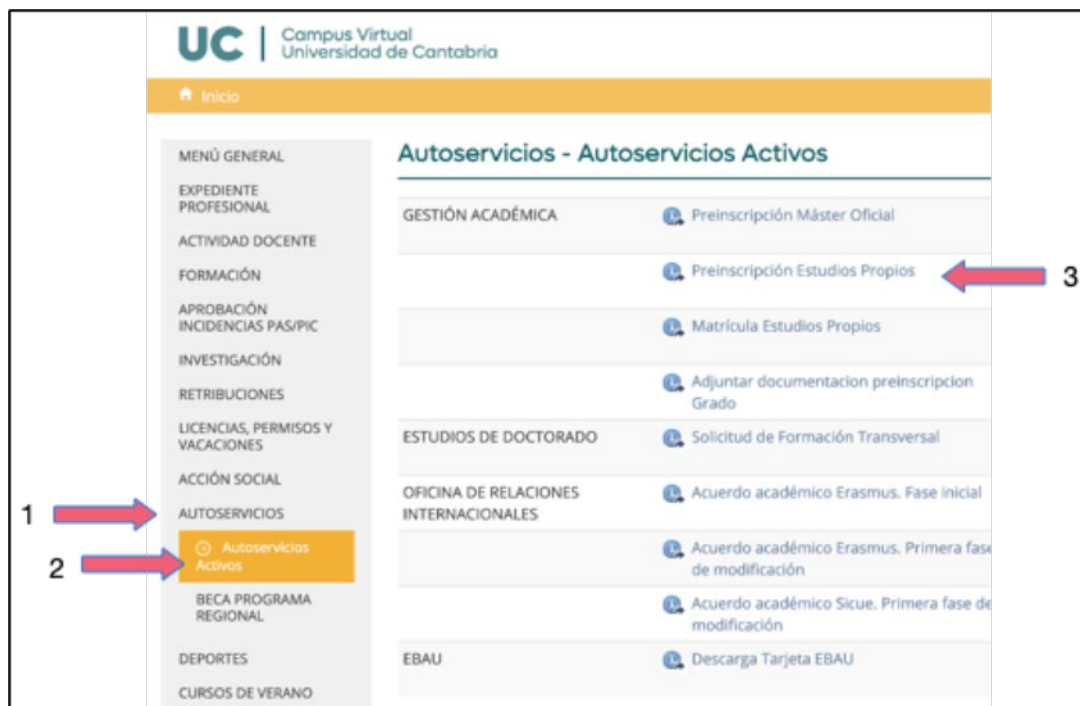 UC | Campus Virtual
Universidad de Cantabria
Inicio
MENÚ GENERAL
EXPEDIENTE
PROFESIONAL
ACTIVIDAD DOCENTE
FORMACIÓN
APROBACIÓN
INCIDENCIAS PAS/PIC
INVESTIGACIÓN
RETRIBUCIONES
LICENCIAS, PERMISOS Y
VACACIONES
ACCIÓN SOCIAL
1
AUTOSERVICIOS
2
Autoservicios
Activos
BECA PROGRAMA
REGIONAL
DEPORTES
CURSOS DE VERANO
Autoservicios - Autoservicios Activos
GESTIÓN ACADÉMICA
Preinscripción Máster Oficial
Preinscripción Estudios Propios
3
Matrícula Estudios Propios
Adjuntar documentacion preinscripcion
Grado
ESTUDIOS DE DOCTORADO
Solicitud de Formación Transversal
OFICINA DE RELACIONES
INTERNACIONALES
Acuerdo académico Erasmus. Fase inicial
Acuerdo académico Erasmus. Primera fase
de modificación
Acuerdo académico Sicue. Primera fase de
modificación
EBAU
Descarga Tarjeta EBAU